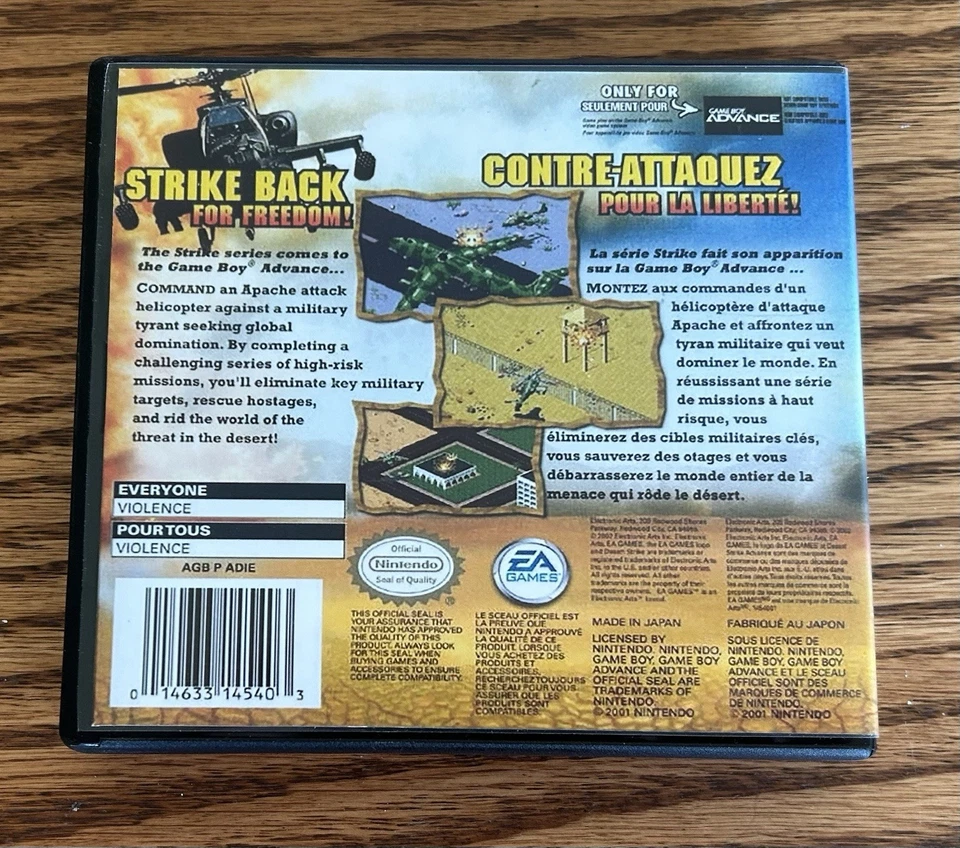 ONLY FOR
SEULEMENT POUR
GAME BOY
ADVANCE
STRIKE BACK
FOR FREEDOM!
CONTRE-ATTAQUEZ
POUR LA LIBERTÉ!
The Strike series comes to
the Game Boy® Advance...
COMMAND an Apache attack
helicopter against a military
tyrant seeking global
domination. By completing a
challenging series of high-risk
missions, you'll eliminate key military
targets, rescue hostages,
and rid the world of the
threat in the desert!
La série Strike fait son apparition
sur la Game Boy® Advance ...
MONTEZ aux commandes d'un
hélicoptère d'attaque
Apache et affrontez un
tyran militaire qui veut
dominer le monde. En
réussissant une série
de missions à haut
risque, vous
éliminerez des cibles militaires clés,
vous sauverez des otages et vous
débarrasserez le monde entier de la
menace qui rôde le désert.
EVERYONE
VIOLENCE
POUR TOUS
VIOLENCE
AGB P ADIE
0 14633 14540 3
Official
Nintendo
Seal of Quality
®
THIS OFFICIAL SEAL IS
YOUR ASSURANCE THAT
NINTENDO HAS APPROVED
THE QUALITY OF THIS
PRODUCT. ALWAYS LOOK
FOR THIS SEAL WHEN
BUYING GAMES AND
ACCESSORIES TO ENSURE
COMPLETE COMPATIBILITY.
EA
GAMES™
LE SCEAU OFFICIEL EST
LA PREUVE QUE
NINTENDO A APPROUVÉ
LA QUALITÉ DE CE
PRODUIT. LORSQUE
VOUS ACHETEZ DES
PRODUITS ET
ACCESSOIRES,
RECHERCHEZ TOUJOURS
CE SCEAU POUR VOUS
ASSURER QUE LES
PRODUITS SONT
COMPATIBLES.
MADE IN JAPAN
LICENSED BY
NINTENDO. NINTENDO,
GAME BOY, GAME BOY
ADVANCE AND THE
OFFICIAL SEAL ARE
TRADEMARKS OF
NINTENDO.
© 2001 NINTENDO
FABRIQUÉ AU JAPON
SOUS LICENCE DE
NINTENDO. NINTENDO,
GAME BOY, GAME BOY
ADVANCE ET LE SCEAU
OFFICIEL SONT DES
MARQUES DE COMMERCE
DE NINTENDO.
© 2001 NINTENDO